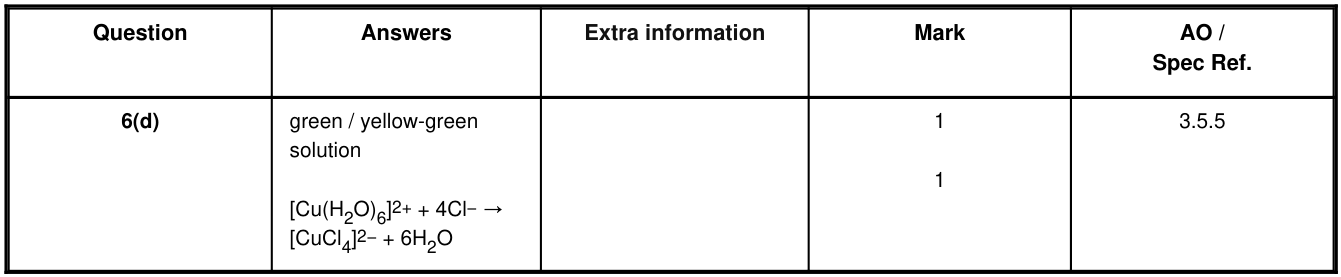 Question Answers Extra information Mark AO /
Spec Ref.
6(d) green / yellow-green 1 3.5.5
solution
1
[Cu(H₂O)₆]²⁺ + 4Cl⁻ →
[CuCl₄]²⁻ + 6H₂O